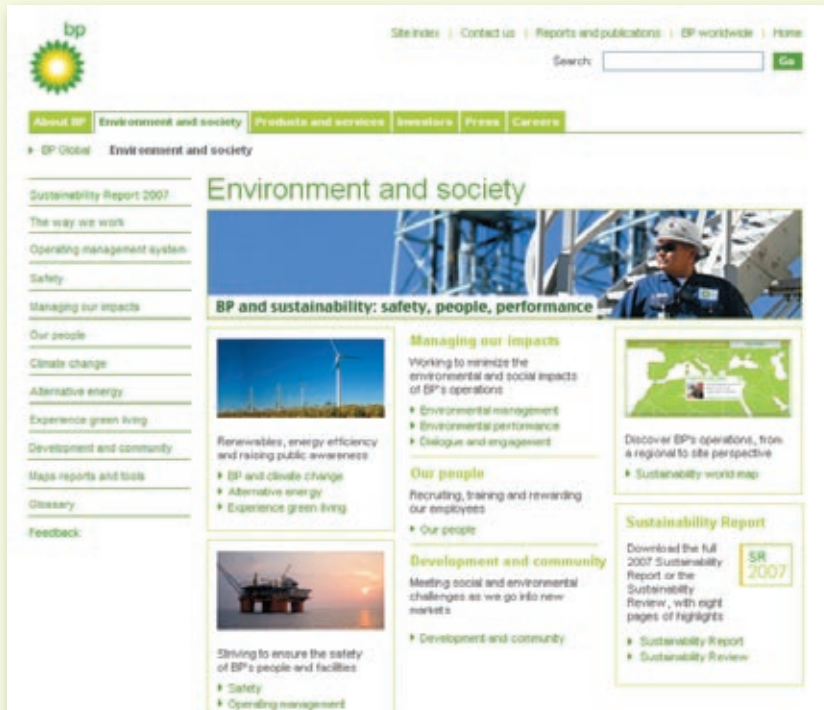 bp
Site index | Contact us | Reports and publications | BP worldwide | Home
Search: Go
About BP Environment and society Products and services Investors Press Careers
BP Global Environment and society
Sustainability Report 2007
The way we work
Operating management system
Safety
Managing our impacts
Our people
Climate change
Alternative energy
Experience green living
Development and community
Maps reports and tools
Glossary
Feedback
Environment and society
BP and sustainability: safety, people, performance
Renewables, energy efficiency
and raising public awareness
BP and climate change
Alternative energy
Experience green living
Striving to ensure the safety
of BP's people and facilities
Safety
Operating management
Managing our impacts
Working to minimize the
environmental and social impacts
of BP's operations
Environmental management
Environmental performance
Dialogue and engagement
Our people
Recruiting, training and rewarding
our employees
Our people
Development and community
Meeting social and environmental
challenges as we go into new
markets
Development and community
Discover BP's operations, from
a regional to site perspective
Sustainability world map
Sustainability Report
Download the full
2007 Sustainability
Report or the
Sustainability
Review, with eight
pages of highlights
SR
2007
Sustainability Report
Sustainability Review